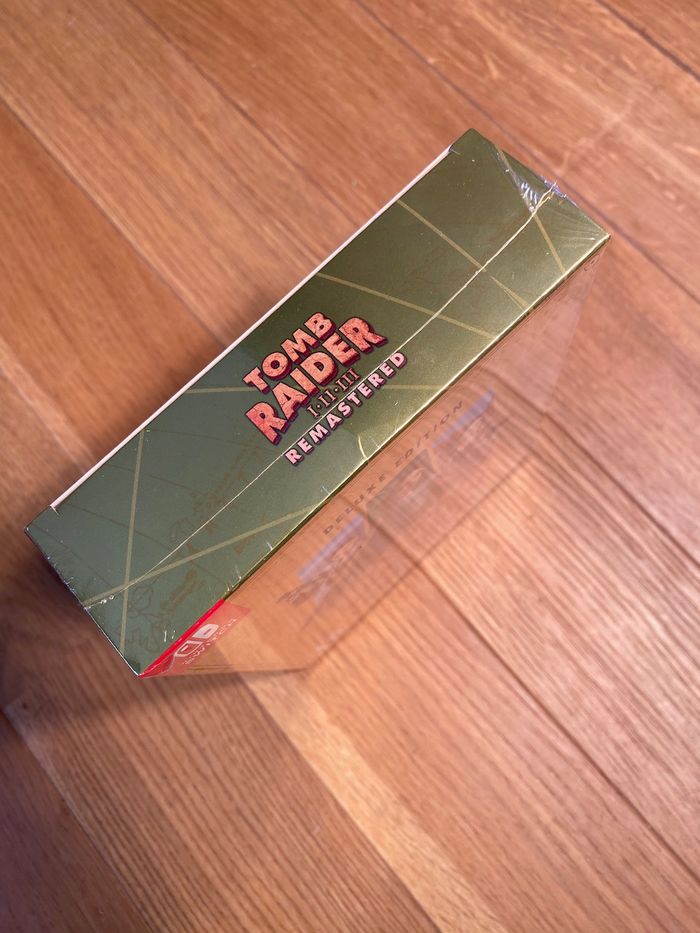 TOMB
RAIDER
I·II·III
REMASTERED
DELUXE EDITION